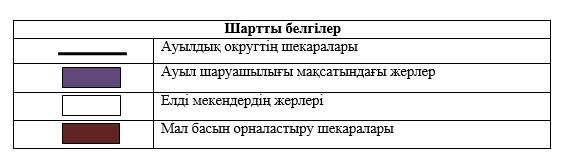 Шартты белгілер
Ауылдық округтің шекаралары
Ауыл шаруашылығы мақсатындағы жерлер
Елді мекендердің жерлері
Мал басын орналастыру шекаралары